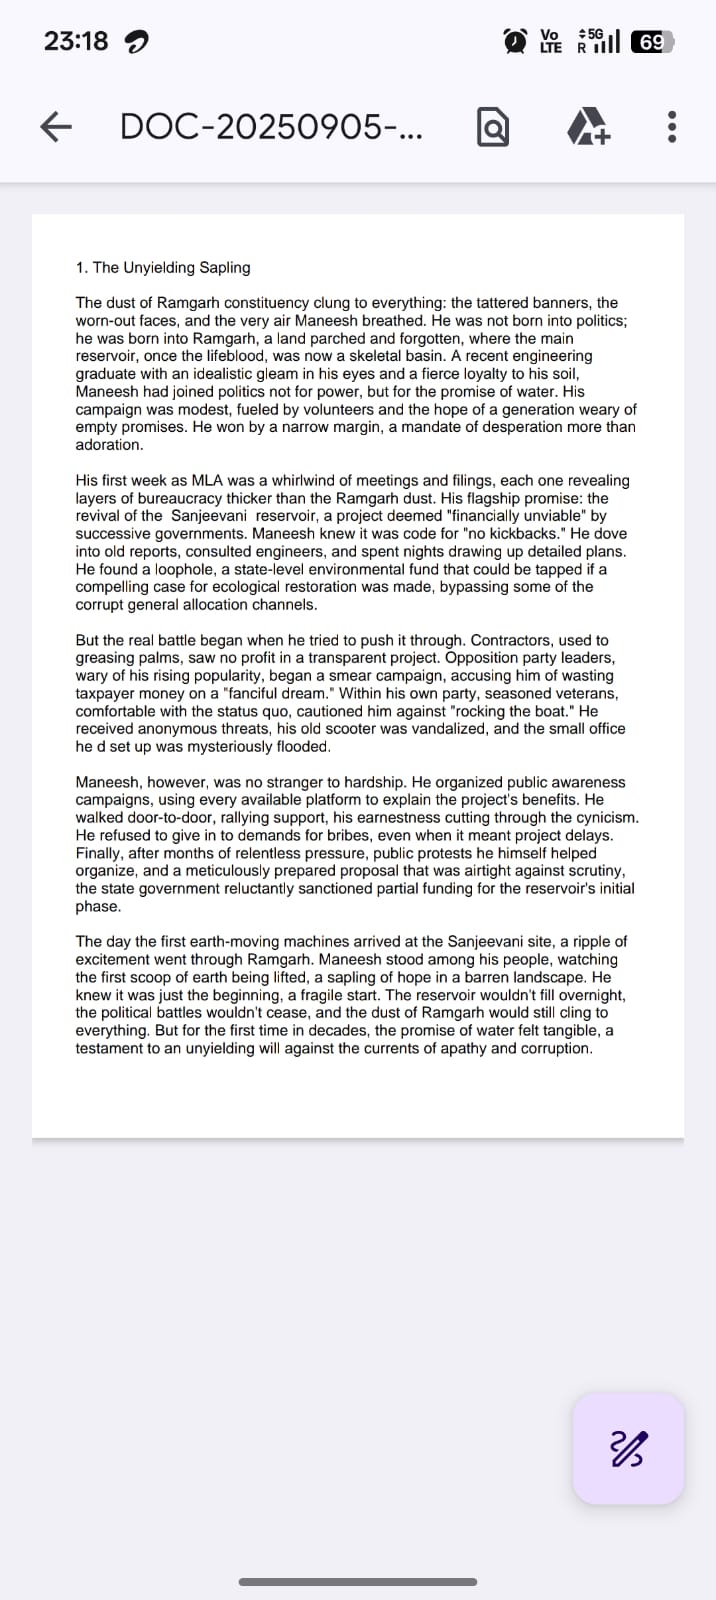 23:18
Vo
LTE
5G
R
69
DOC-20250905-...
1. The Unyielding Sapling
The dust of Ramgarh constituency clung to everything: the tattered banners, the
worn-out faces, and the very air Maneesh breathed. He was not born into politics;
he was born into Ramgarh, a land parched and forgotten, where the main
reservoir, once the lifeblood, was now a skeletal basin. A recent engineering
graduate with an idealistic gleam in his eyes and a fierce loyalty to his soil,
Maneesh had joined politics not for power, but for the promise of water. His
campaign was modest, fueled by volunteers and the hope of a generation weary of
empty promises. He won by a narrow margin, a mandate of desperation more than
adoration.
His first week as MLA was a whirlwind of meetings and filings, each one revealing
layers of bureaucracy thicker than the Ramgarh dust. His flagship promise: the
revival of the  Sanjeevani  reservoir, a project deemed "financially unviable" by
successive governments. Maneesh knew it was code for "no kickbacks." He dove
into old reports, consulted engineers, and spent nights drawing up detailed plans.
He found a loophole, a state-level environmental fund that could be tapped if a
compelling case for ecological restoration was made, bypassing some of the
corrupt general allocation channels.
But the real battle began when he tried to push it through. Contractors, used to
greasing palms, saw no profit in a transparent project. Opposition party leaders,
wary of his rising popularity, began a smear campaign, accusing him of wasting
taxpayer money on a "fanciful dream." Within his own party, seasoned veterans,
comfortable with the status quo, cautioned him against "rocking the boat." He
received anonymous threats, his old scooter was vandalized, and the small office
he d set up was mysteriously flooded.
Maneesh, however, was no stranger to hardship. He organized public awareness
campaigns, using every available platform to explain the project's benefits. He
walked door-to-door, rallying support, his earnestness cutting through the cynicism.
He refused to give in to demands for bribes, even when it meant project delays.
Finally, after months of relentless pressure, public protests he himself helped
organize, and a meticulously prepared proposal that was airtight against scrutiny,
the state government reluctantly sanctioned partial funding for the reservoir's initial
phase.
The day the first earth-moving machines arrived at the Sanjeevani site, a ripple of
excitement went through Ramgarh. Maneesh stood among his people, watching
the first scoop of earth being lifted, a sapling of hope in a barren landscape. He
knew it was just the beginning, a fragile start. The reservoir wouldn't fill overnight,
the political battles wouldn't cease, and the dust of Ramgarh would still cling to
everything. But for the first time in decades, the promise of water felt tangible, a
testament to an unyielding will against the currents of apathy and corruption.